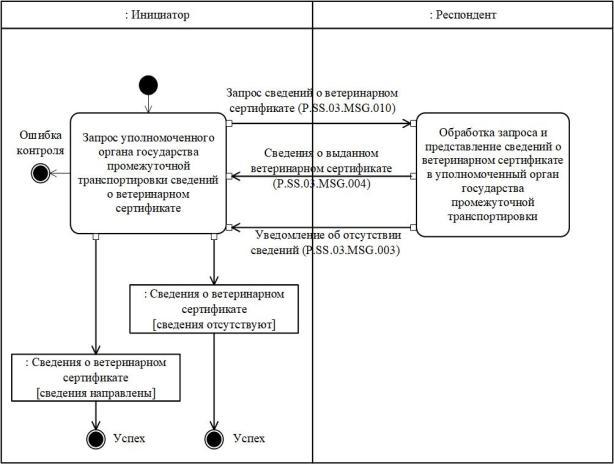 : Инициатор
: Респондент
Запрос сведений о ветеринарном
сертификате (P.SS.03.MSG.010)
Ошибка
контроля
Запрос уполномоченного
органа государства
промежуточной
транспортировки сведений
о ветеринарном
сертификате
Сведения о выданном
ветеринарном сертификате
(P.SS.03.MSG.004)
Обработка запроса и
представление сведений о
ветеринарном сертификате
в уполномоченный орган
государства
промежуточной
транспортировки
Уведомление об отсутствии
сведений (P.SS.03.MSG.003)
: Сведения о ветеринарном
сертификате
[сведения отсутствуют]
: Сведения о ветеринарном
сертификате
[сведения направлены]
Успех
Успех